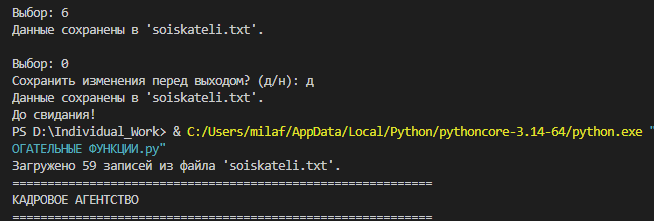 Выбор: 6
Данные сохранены в 'soiskateli.txt'.
Выбор: 0
Сохранить изменения перед выходом? (д/н): д
Данные сохранены в 'soiskateli.txt'.
До свидания!
PS D:\Individual_Work> & C:/Users/milaf/AppData/Local/Python/pythoncore-3.14-64/python.exe "
ОГАТЕЛЬНЫЕ ФУНКЦИИ.py"
Загружено 59 записей из файла 'soiskateli.txt'.
============================================================
КАДРОВОЕ АГЕНТСТВО
============================================================